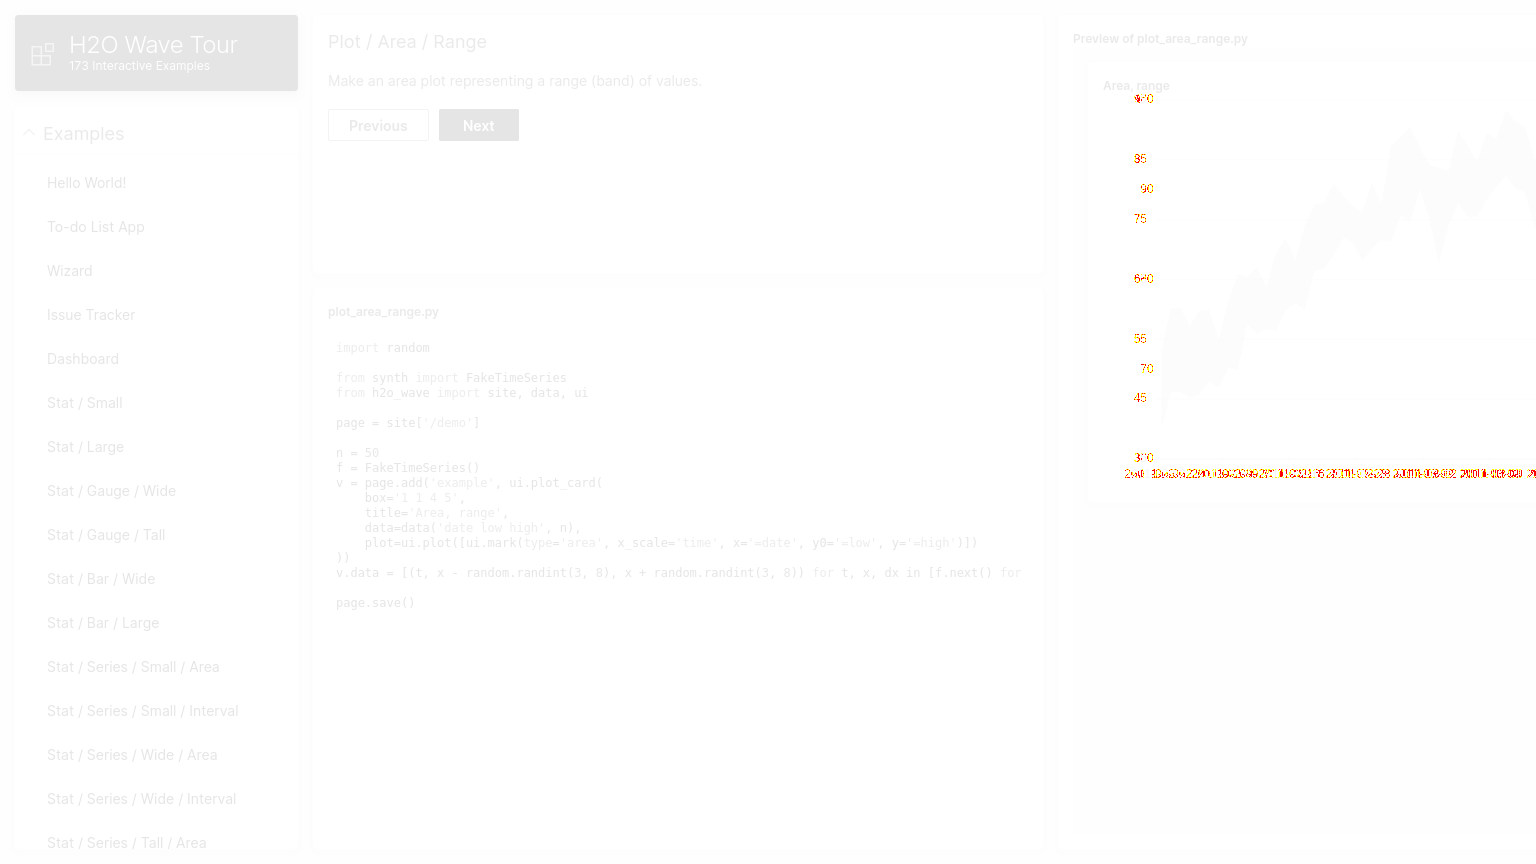 H2O Wave Tour
173 Interactive Examples
Examples
Hello World!
To-do List App
Wizard
Issue Tracker
Dashboard
Stat / Small
Stat / Large
Stat / Gauge / Wide
Stat / Gauge / Tall
Stat / Bar / Wide
Stat / Bar / Large
Stat / Series / Small / Area
Stat / Series / Small / Interval
Stat / Series / Wide / Area
Stat / Series / Wide / Interval
Stat / Series / Tall / Area
Plot / Area / Range
Make an area plot representing a range (band) of values.
Previous Next
plot_area_range.py
import random
from synth import FakeTimeSeries
from h2o_wave import site, data, ui
page = site['/demo']
n = 50
f = FakeTimeSeries()
v = page.add('example', ui.plot_card(
    box='1 1 4 5',
    title='Area, range',
    data=data('date low high', n),
    plot=ui.plot([ui.mark(type='area', x_scale='time', x='=date', y0='=low', y='=high')])
))
v.data = [(t, x - random.randint(3, 8), x + random.randint(3, 8)) for t, x, dx in [f.next() for
page.save()
Preview of plot_area_range.py
Area, range
90
75
70
45